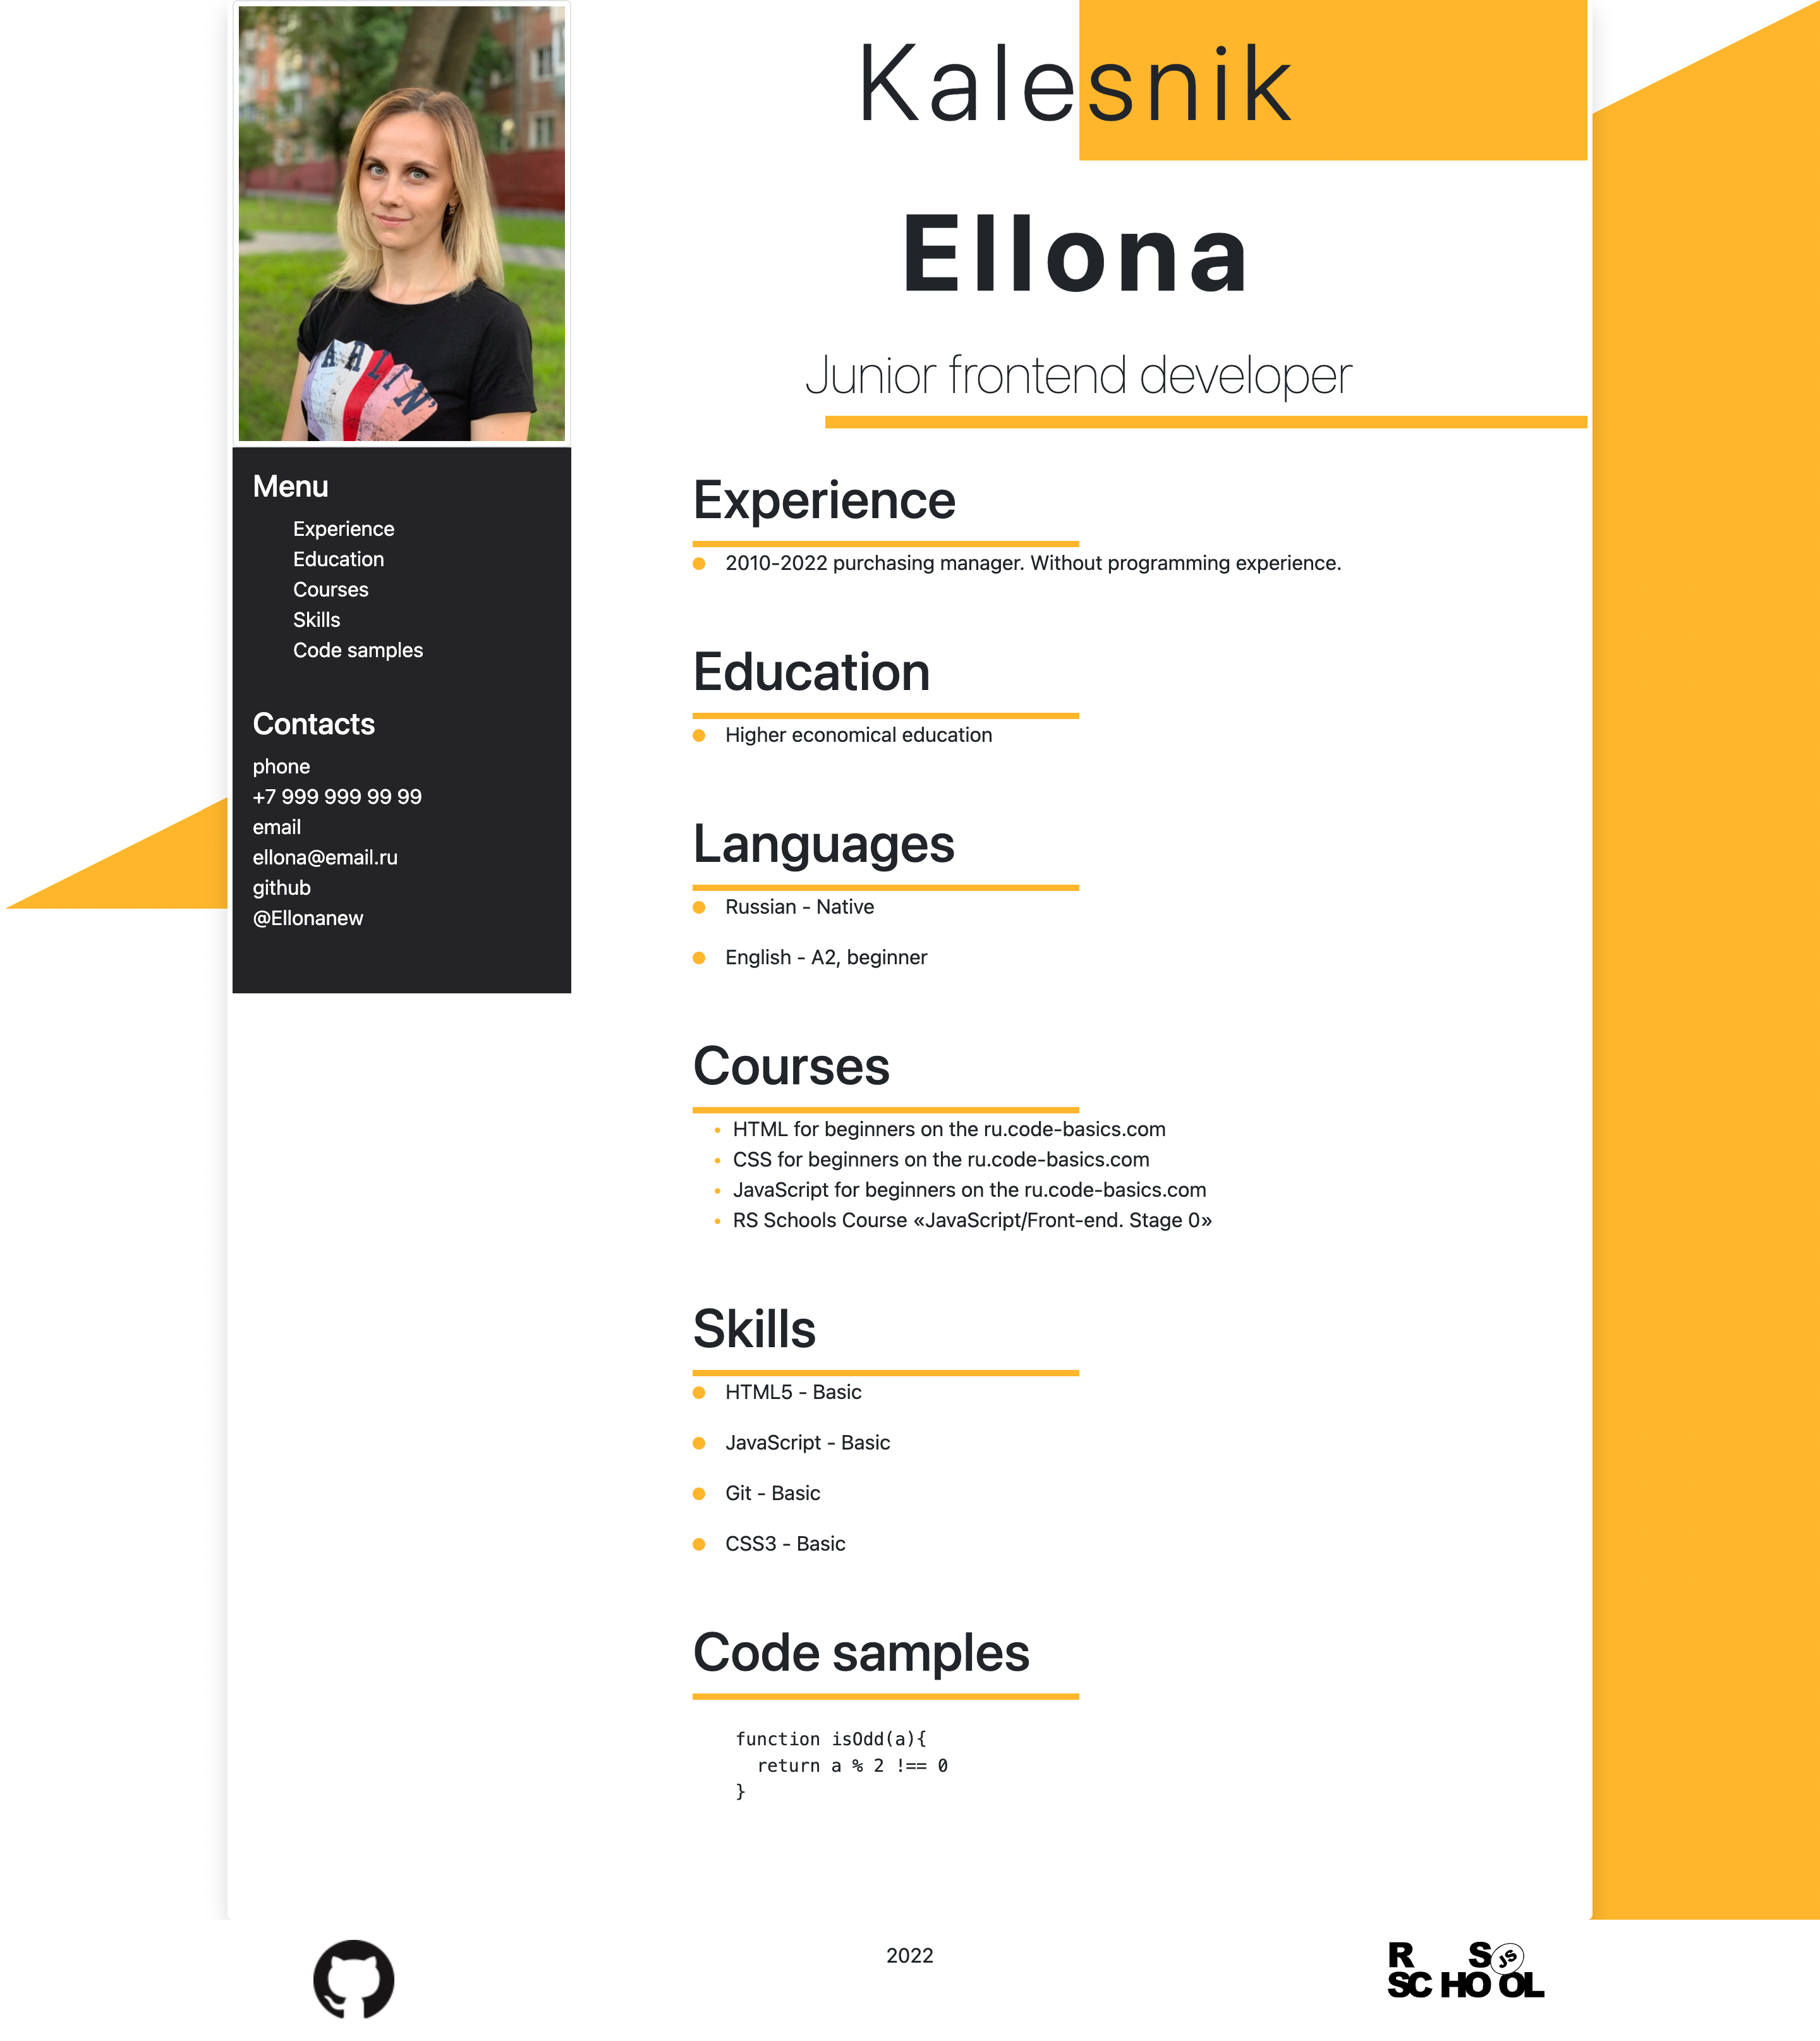 Kalesnik
Ellona
Junior frontend developer
ARLIN
Menu
Experience
Education
Courses
Skills
Code samples
Contacts
phone
+7 999 999 99 99
email
ellona@email.ru
github
@Ellonanew
Experience
2010-2022 purchasing manager. Without programming experience.
Education
Higher economical education
Languages
Russian - Native
English - A2, beginner
Courses
HTML for beginners on the ru.code-basics.com
CSS for beginners on the ru.code-basics.com
JavaScript for beginners on the ru.code-basics.com
RS Schools Course «JavaScript/Front-end. Stage 0»
Skills
HTML5 - Basic
JavaScript - Basic
Git - Basic
CSS3 - Basic
Code samples
function isOdd(a){
  return a % 2 !== 0
}
2022
R S JS
SCHOOL